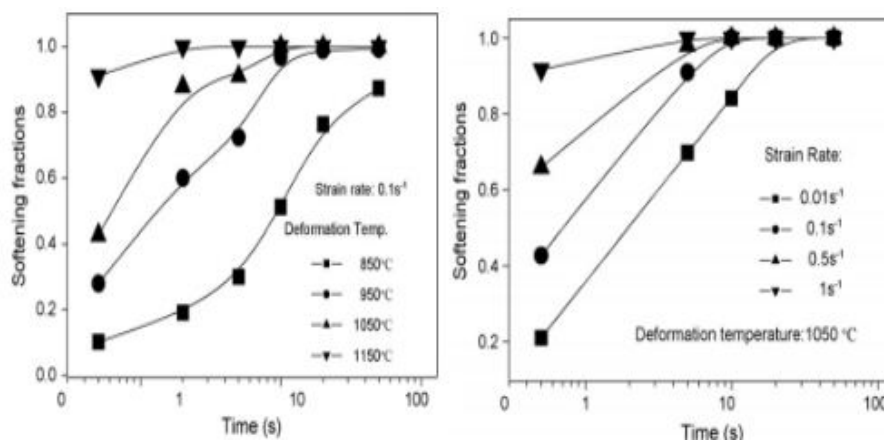 1.0
0.8
0.6
0.4
0.2
0.0
Softening fractions
Strain rate: 0.1s⁻¹
Deformation Temp.
850℃
950℃
1050℃
1150℃
0
1
10
100
Time (s)
1.0
0.8
0.6
0.4
0.2
Softening fractions
Strain Rate:
0.01s⁻¹
0.1s⁻¹
0.5s⁻¹
1s⁻¹
Deformation temperature:1050 ℃
0
1
10
100
Time (s)